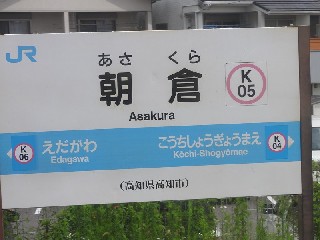 JR
あさ くら
朝倉
Asakura
K
05
K
06
えだがわ
Edagawa
こうちしょうぎょうまえ
Kōchi-Shōgyōmae
K
04
(高知県高知市)